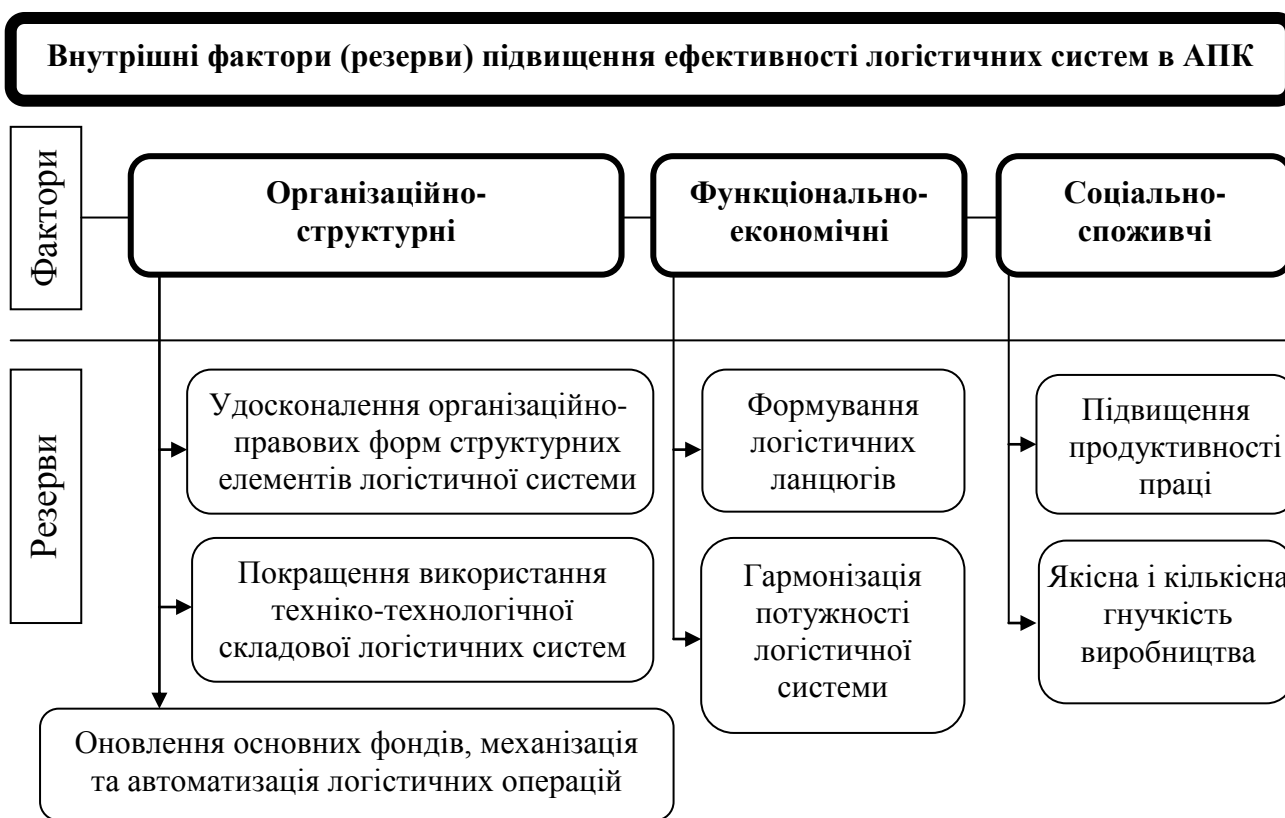 Внутрішні фактори (резерви) підвищення ефективності логістичних систем в АПК
Фактори
Організаційно-
структурні
Функціонально-
економічні
Соціально-
споживчі
Резерви
Удосконалення організаційно-
правових форм структурних
елементів логістичної системи
Формування
логістичних
ланцюгів
Підвищення
продуктивності
праці
Покращення використання
техніко-технологічної
складової логістичних систем
Гармонізація
потужності
логістичної
системи
Якісна і кількісна
гнучкість
виробництва
Оновлення основних фондів, механізація
та автоматизація логістичних операцій